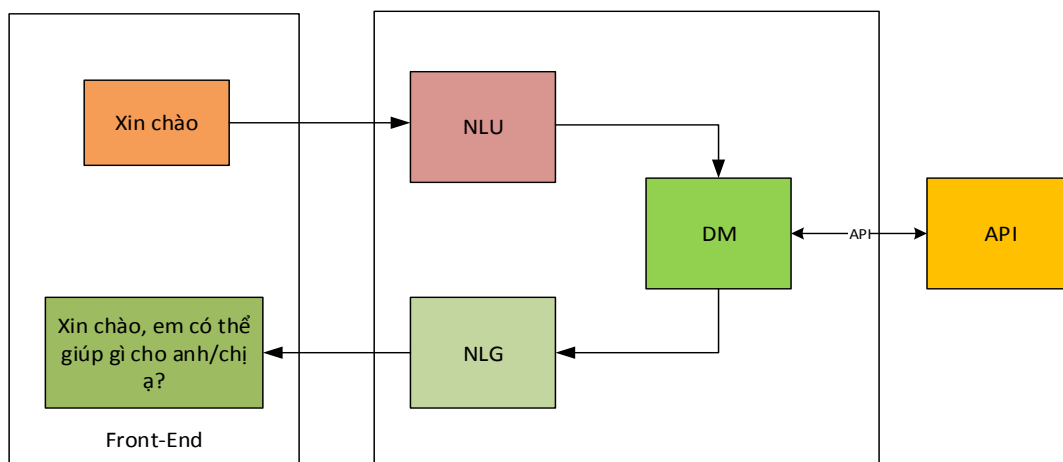 Xin chào
NLU
DM
API
API
Xin chào, em có thể
giúp gì cho anh/chị
ạ?
NLG
Front-End